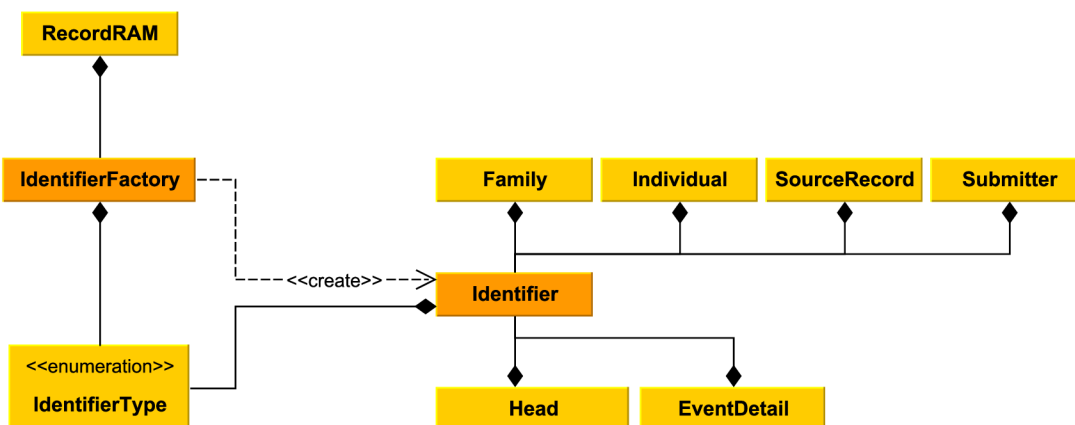 RecordRAM
IdentifierFactory
Family
Individual
SourceRecord
Submitter
<<create>>
Identifier
<<enumeration>>
IdentifierType
Head
EventDetail